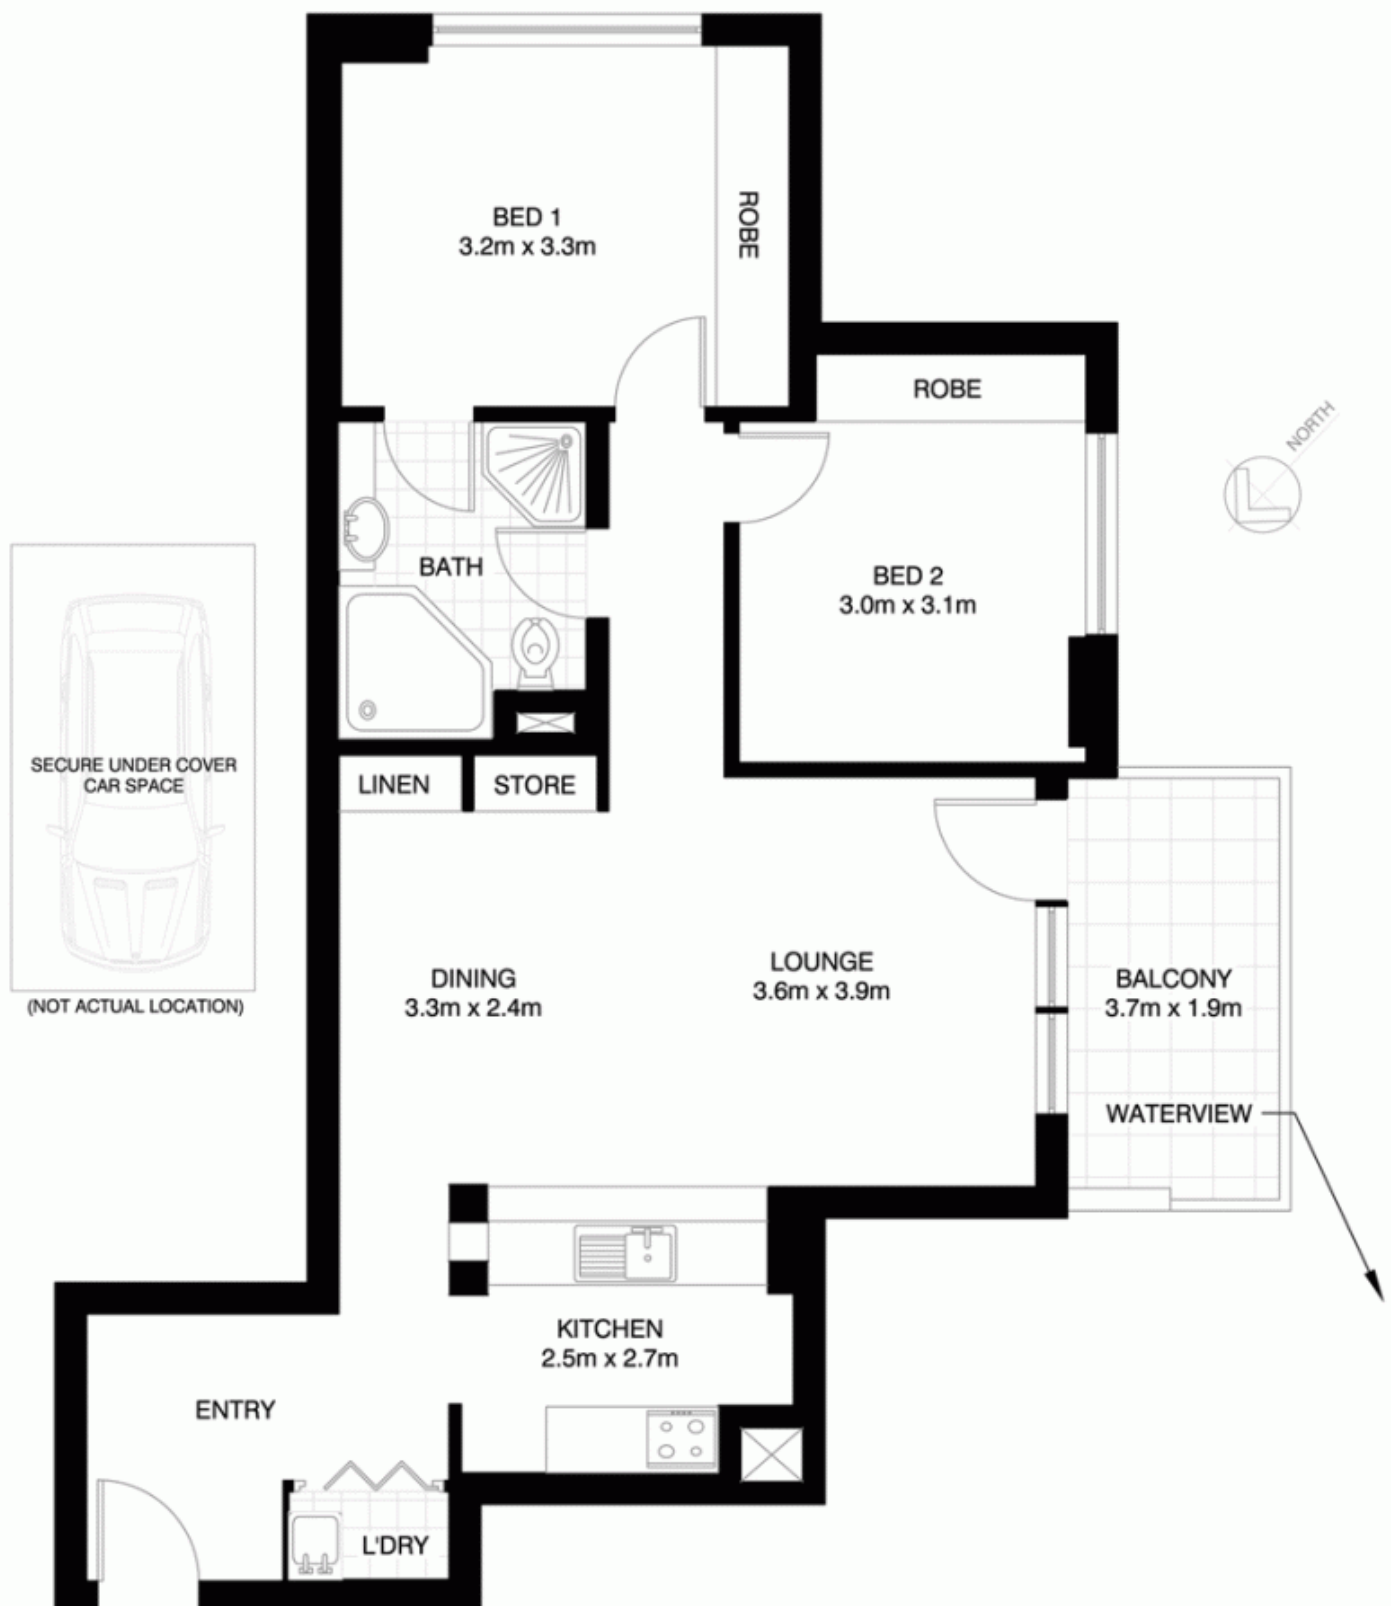 BED 1
3.2m x 3.3m
ROBE
ROBE
NORTH
BATH
BED 2
3.0m x 3.1m
SECURE UNDER COVER
CAR SPACE
(NOT ACTUAL LOCATION)
LINEN
STORE
DINING
3.3m x 2.4m
LOUNGE
3.6m x 3.9m
BALCONY
3.7m x 1.9m
WATERVIEW
KITCHEN
2.5m x 2.7m
ENTRY
L'DRY